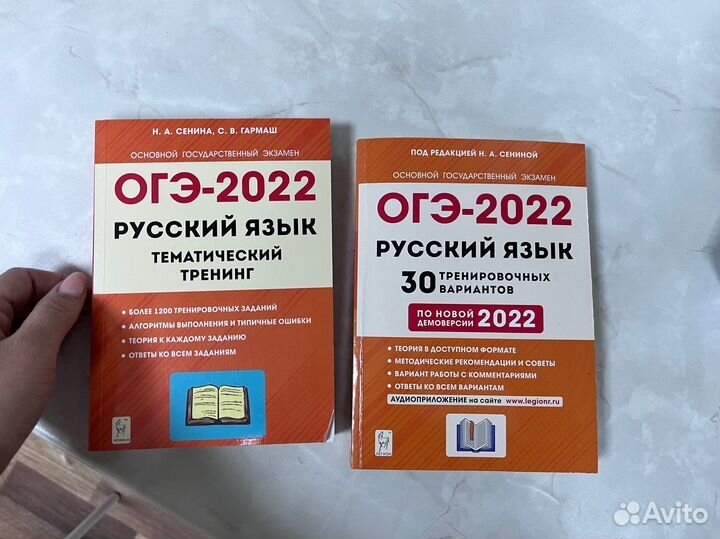 Н. А. СЕНИНА, С. В. ГАРМАШ
ОСНОВНОЙ ГОСУДАРСТВЕННЫЙ ЭКЗАМЕН
ОГЭ-2022
РУССКИЙ ЯЗЫК
ТЕМАТИЧЕСКИЙ
ТРЕНИНГ
• БОЛЕЕ 1200 ТРЕНИРОВОЧНЫХ ЗАДАНИЙ
• АЛГОРИТМЫ ВЫПОЛНЕНИЯ И ТИПИЧНЫЕ ОШИБКИ
• ТЕОРИЯ К КАЖДОМУ ЗАДАНИЮ
• ОТВЕТЫ КО ВСЕМ ЗАДАНИЯМ
ЛЕГИОН
ПОД РЕДАКЦИЕЙ Н. А. СЕНИНОЙ
ОСНОВНОЙ ГОСУДАРСТВЕННЫЙ ЭКЗАМЕН
ОГЭ-2022
РУССКИЙ ЯЗЫК
30 ТРЕНИРОВОЧНЫХ
ВАРИАНТОВ
ПО НОВОЙ
ДЕМОВЕРСИИ 2022
• ТЕОРИЯ В ДОСТУПНОМ ФОРМАТЕ
• МЕТОДИЧЕСКИЕ РЕКОМЕНДАЦИИ И СОВЕТЫ
• ВАРИАНТ РАБОТЫ С КОММЕНТАРИЯМИ
• ОТВЕТЫ КО ВСЕМ ВАРИАНТАМ
АУДИОПРИЛОЖЕНИЕ на сайте www.legionr.ru
ЛЕГИОН
Avito